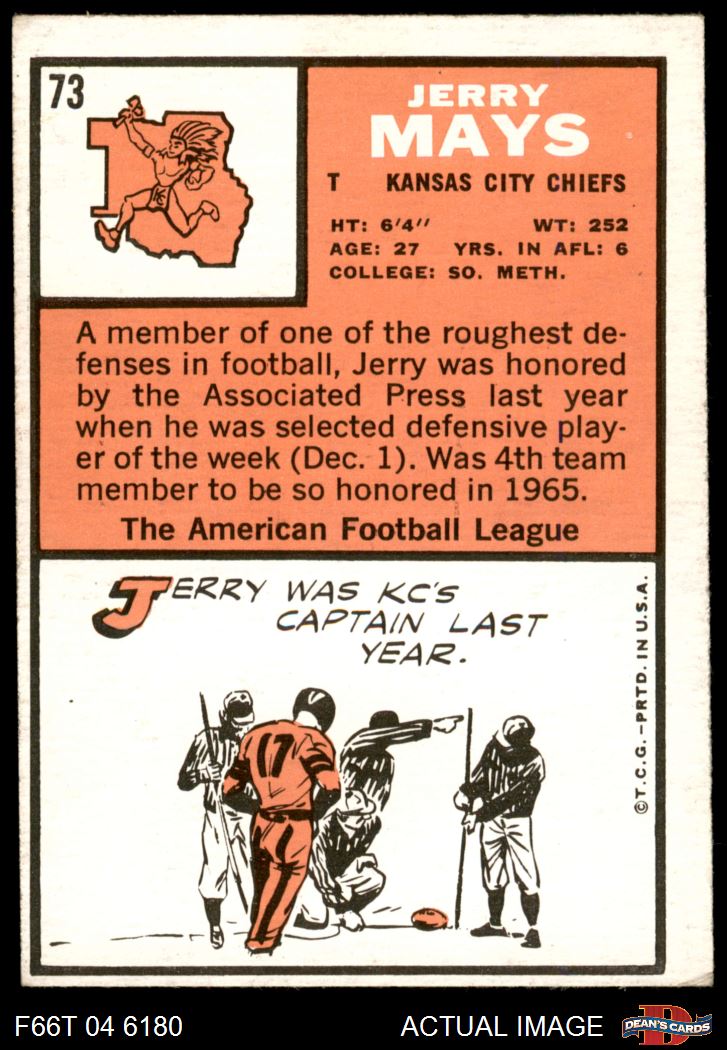 73
JERRY
MAYS
T KANSAS CITY CHIEFS
HT: 6'4" WT: 252
AGE: 27 YRS. IN AFL: 6
COLLEGE: SO. METH.
KC
A member of one of the roughest de-
fenses in football, Jerry was honored
by the Associated Press last year
when he was selected defensive play-
er of the week (Dec. 1). Was 4th team
member to be so honored in 1965.
The American Football League
JERRY WAS KC'S
CAPTAIN LAST
YEAR.
17
©T.C.G.–PRTD. IN U.S.A.
F66T 04 6180
ACTUAL IMAGE
D
DEAN'S CARDS